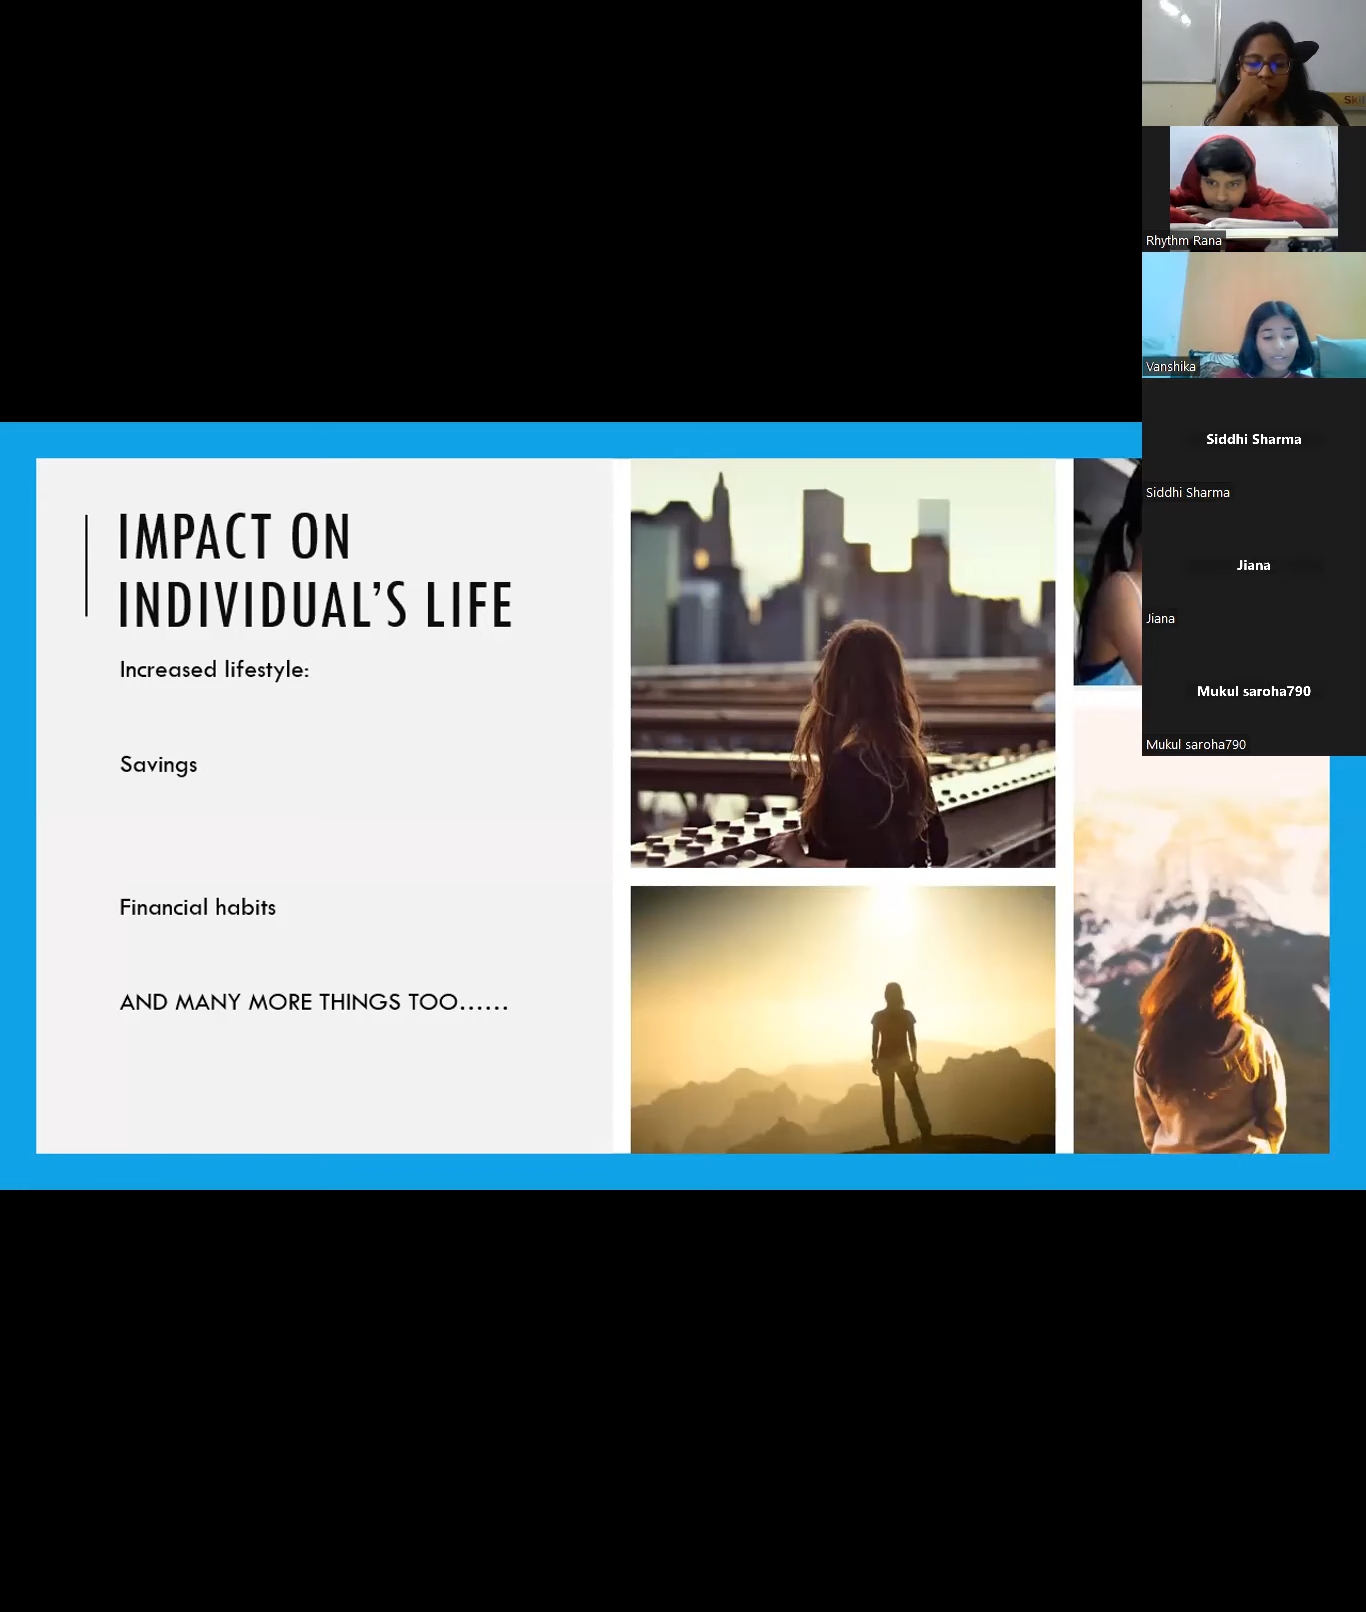 IMPACT ON
INDIVIDUAL'S LIFE
Increased lifestyle:
Savings
Financial habits
AND MANY MORE THINGS TOO......
Rhythm Rana
Vanshika
Siddhi Sharma
Siddhi Sharma
Jiana
Jiana
Mukul saroha790
Mukul saroha790